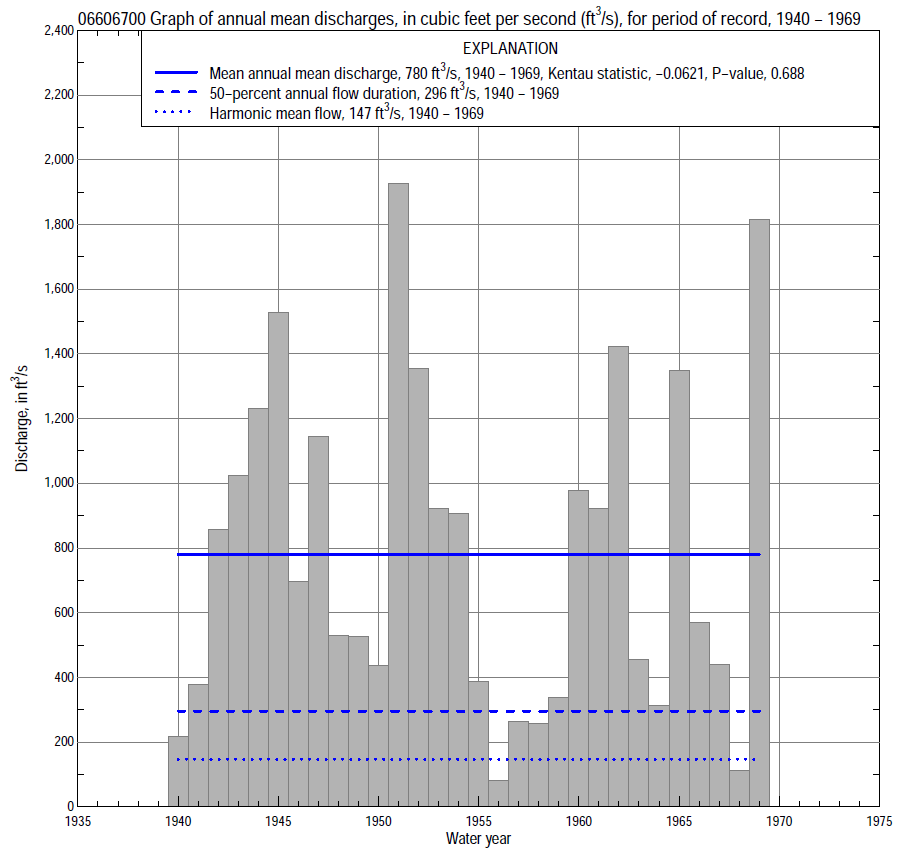 06606700 Graph of annual mean discharges, in cubic feet per second (ft³/s), for period of record, 1940 – 1969
EXPLANATION
Mean annual mean discharge, 780 ft³/s, 1940 – 1969, Kentau statistic, −0.0621, P−value, 0.688
50−percent annual flow duration, 296 ft³/s, 1940 – 1969
Harmonic mean flow, 147 ft³/s, 1940 – 1969
2,400
2,200
2,000
1,800
1,600
1,400
1,200
1,000
800
600
400
200
0
Discharge, in ft³/s
1935 1940 1945 1950 1955 1960 1965 1970 1975
Water year